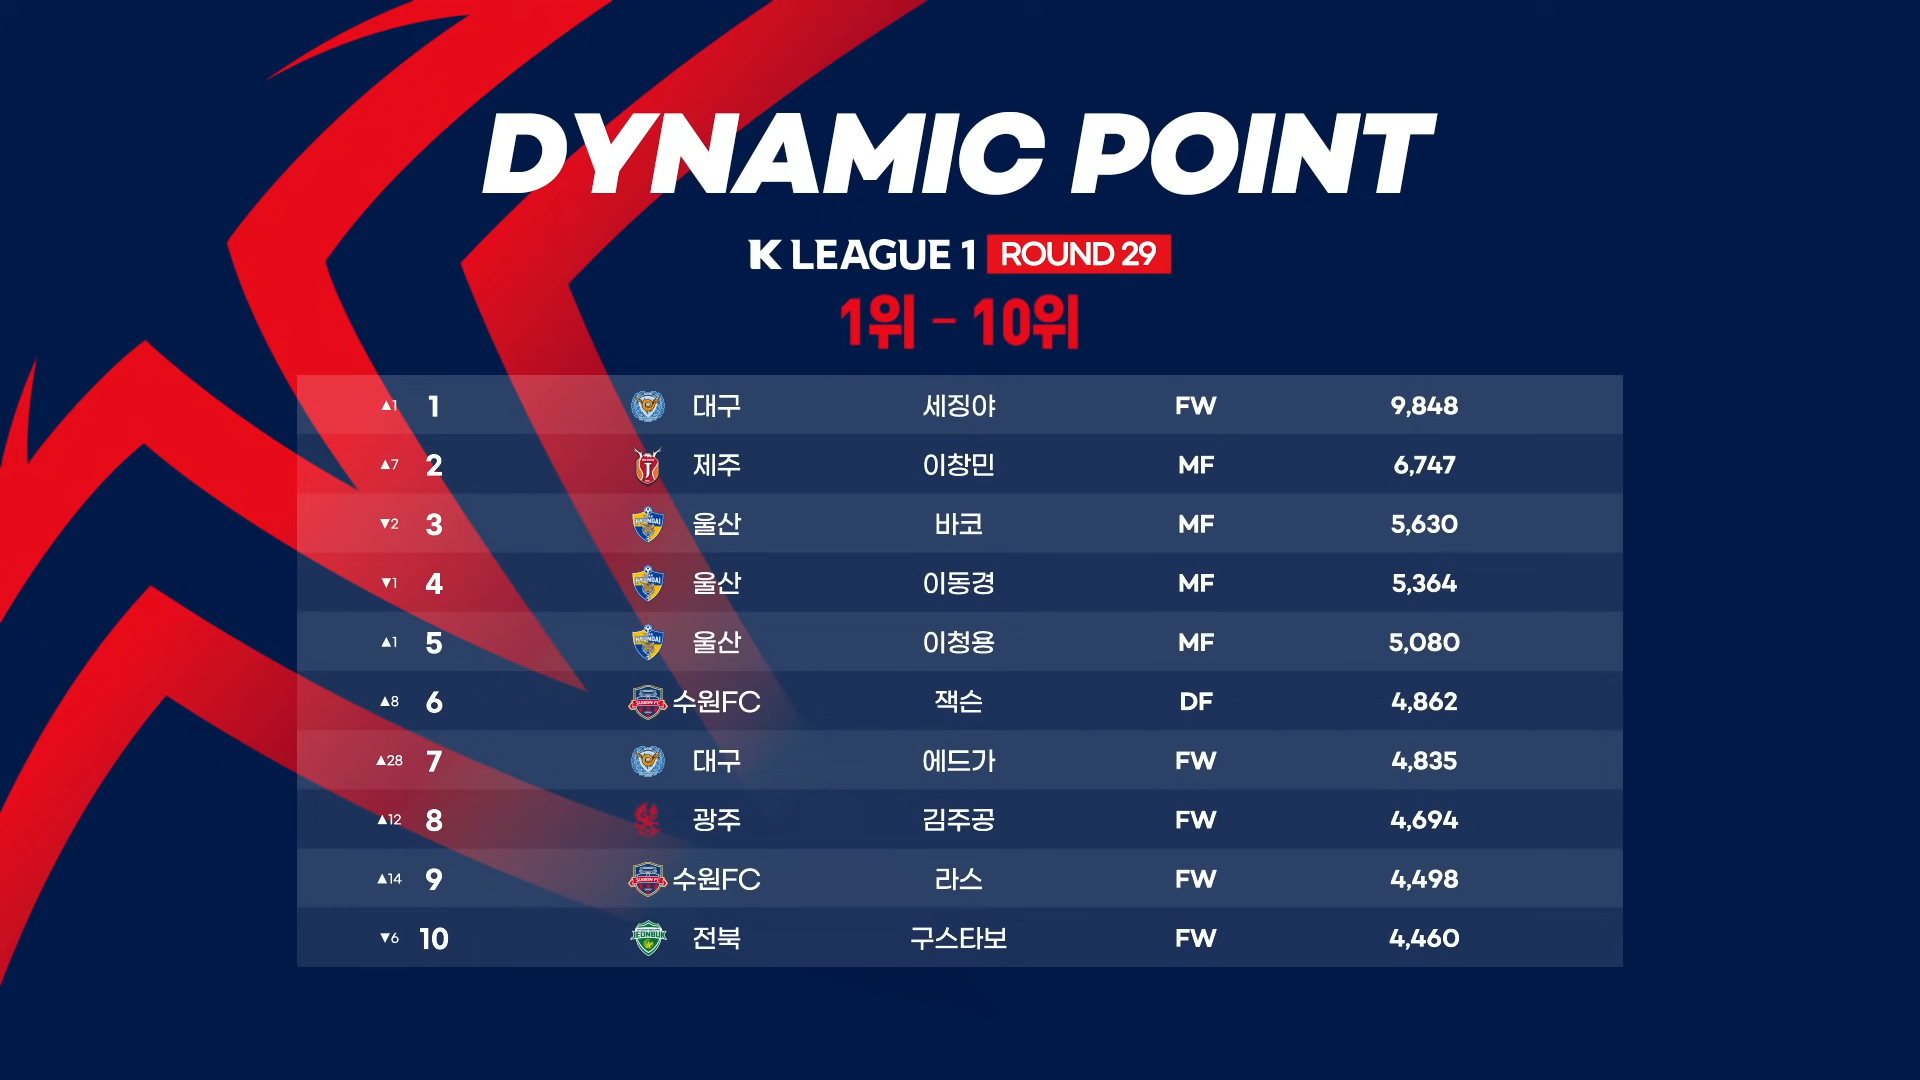 DYNAMIC POINT
K LEAGUE 1 ROUND 29
1위 - 10위
▲1 1 대구 세징야 FW 9,848
▲7 2 제주 이창민 MF 6,747
▼2 3 울산 바코 MF 5,630
▼1 4 울산 이동경 MF 5,364
▲1 5 울산 이청용 MF 5,080
▲8 6 수원FC 잭슨 DF 4,862
▲28 7 대구 에드가 FW 4,835
▲12 8 광주 김주공 FW 4,694
▲14 9 수원FC 라스 FW 4,498
▼6 10 전북 구스타보 FW 4,460